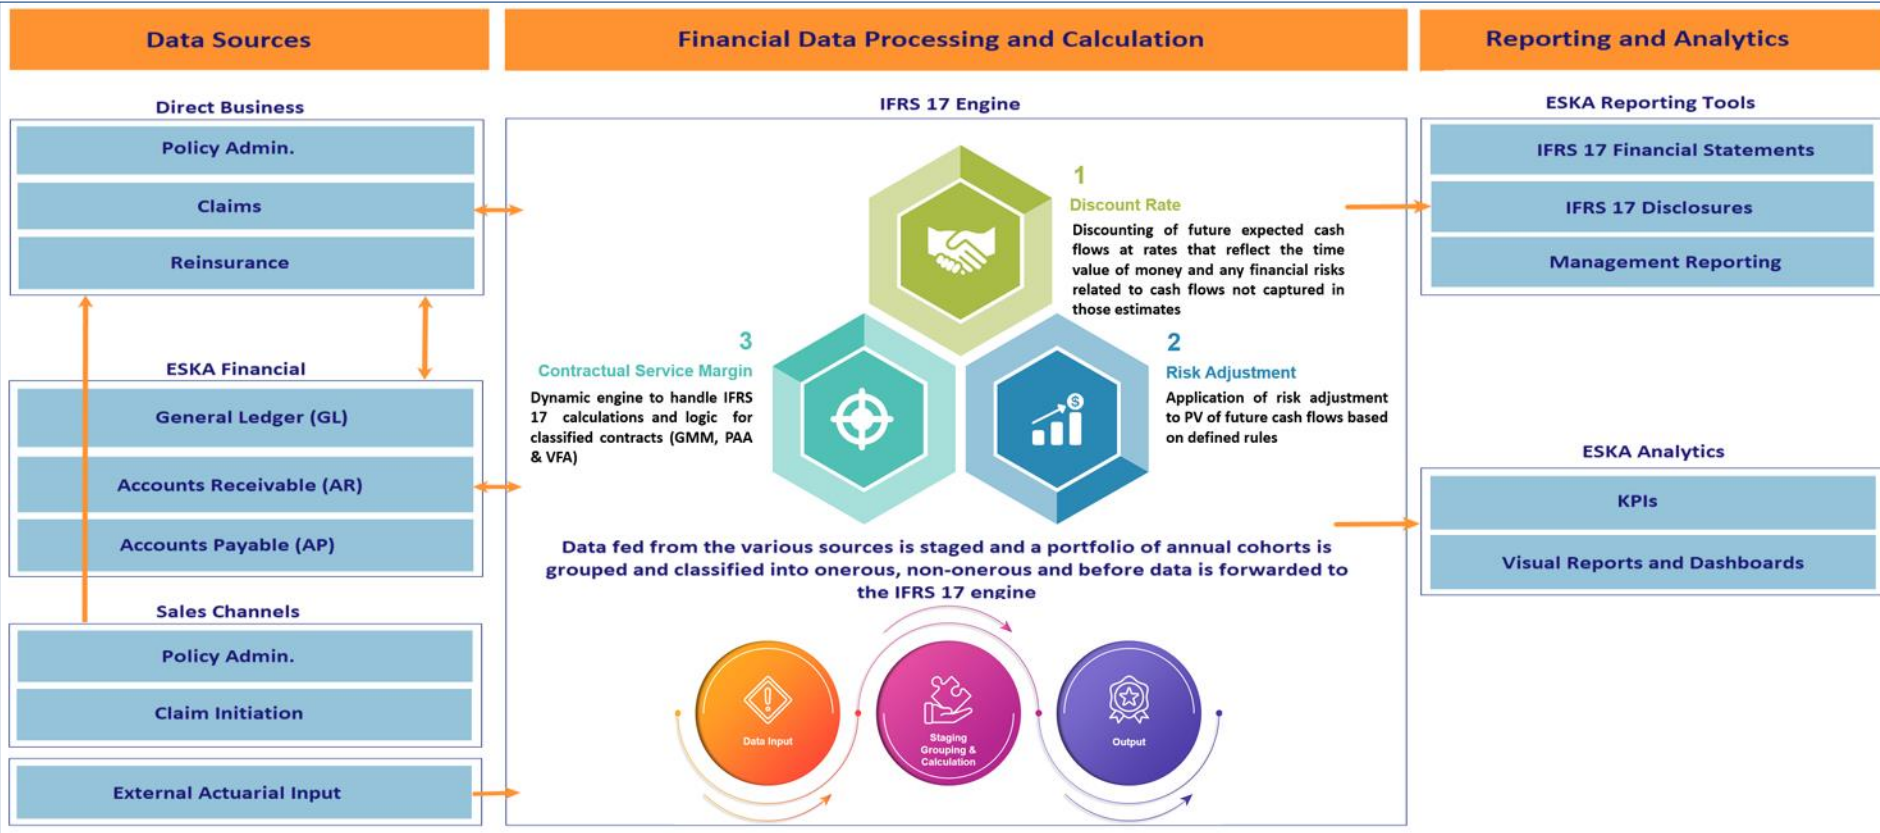 Data Sources
Financial Data Processing and Calculation
Reporting and Analytics
Direct Business
Policy Admin.
Claims
Reinsurance
ESKA Financial
General Ledger (GL)
Accounts Receivable (AR)
Accounts Payable (AP)
Sales Channels
Policy Admin.
Claim Initiation
External Actuarial Input
IFRS 17 Engine
1
Discount Rate
Discounting of future expected cash
flows at rates that reflect the time
value of money and any financial risks
related to cash flows not captured in
those estimates
2
Risk Adjustment
Application of risk adjustment
to PV of future cash flows based
on defined rules
3
Contractual Service Margin
Dynamic engine to handle IFRS
17 calculations and logic for
classified contracts (GMM, PAA
& VFA)
$
Data fed from the various sources is staged and a portfolio of annual cohorts is
grouped and classified into onerous, non-onerous and before data is forwarded to
the IFRS 17 engine
Data Input
Staging
Grouping &
Calculation
Output
ESKA Reporting Tools
IFRS 17 Financial Statements
IFRS 17 Disclosures
Management Reporting
ESKA Analytics
KPIs
Visual Reports and Dashboards